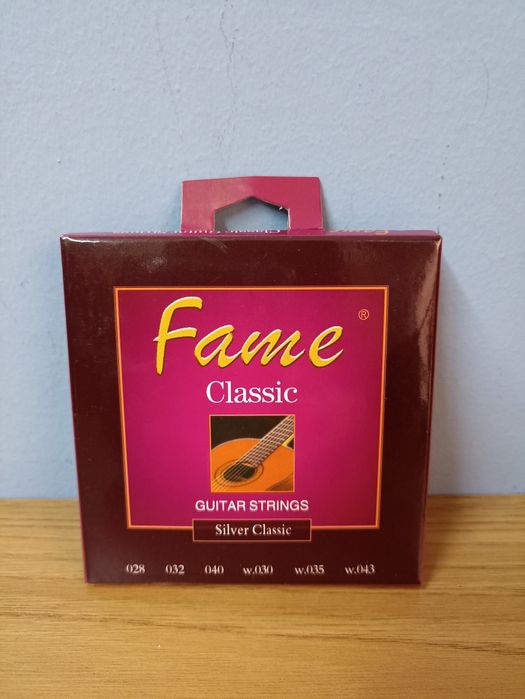 Fame ®
Classic
GUITAR STRINGS
Silver Classic
028 032 040 w.030 w.035 w.043